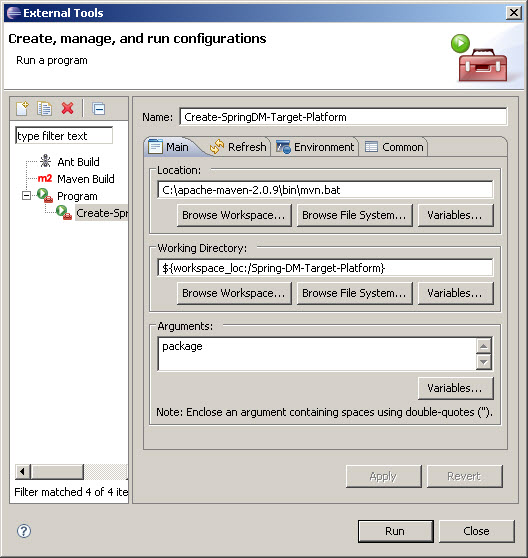 External Tools
Create, manage, and run configurations
Run a program
type filter text
Ant Build
m2 Maven Build
Program
Create-Spr
Filter matched 4 of 4 ite
Name: Create-SpringDM-Target-Platform
Main Refresh Environment Common
Location:
C:\apache-maven-2.0.9\bin\mvn.bat
Browse Workspace... Browse File System... Variables...
Working Directory:
${workspace_loc:/Spring-DM-Target-Platform}
Browse Workspace... Browse File System... Variables...
Arguments:
package
Variables...
Note: Enclose an argument containing spaces using double-quotes (").
Apply Revert
? Run Close